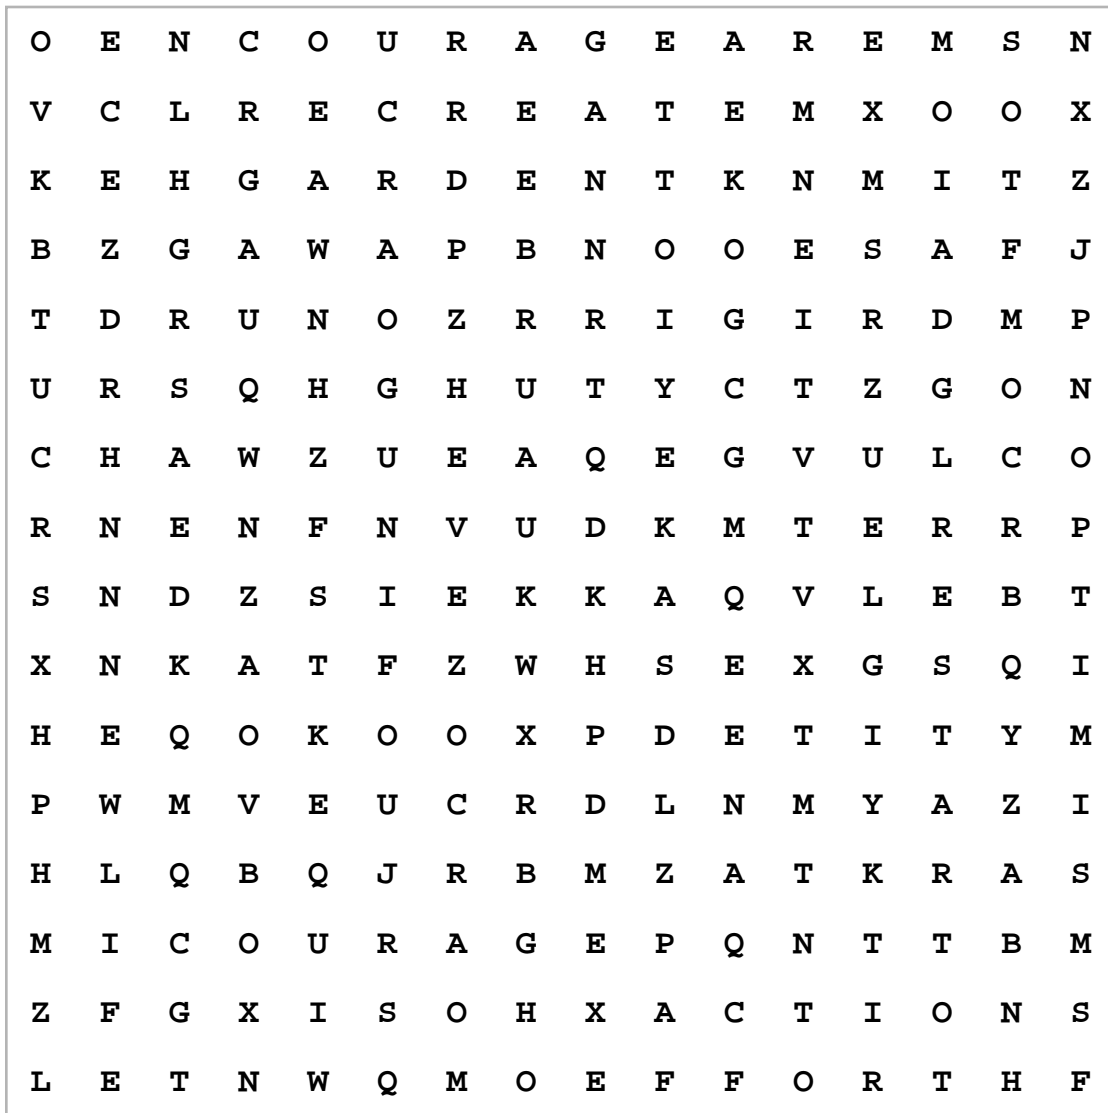 O E N C O U R A G E A R E M S N
V C L R E C R E A T E M X O O X
K E H G A R D E N T K N M I T Z
B Z G A W A P B N O O E S A F J
T D R U N O Z R R I G I R D M P
U R S Q H G H U T Y C T Z G O N
C H A W Z U E A Q E G V U L C O
R N E N F N V U D K M T E R R P
S N D Z S I E K K A Q V L E B T
X N K A T F Z W H S E X G S Q I
H E Q O K O O X P D E T I T Y M
P W M V E U C R D L N M Y A Z I
H L Q B Q J R B M Z A T K R A S
M I C O U R A G E P Q N T T B M
Z F G X I S O H X A C T I O N S
L E T N W Q M O E F F O R T H F